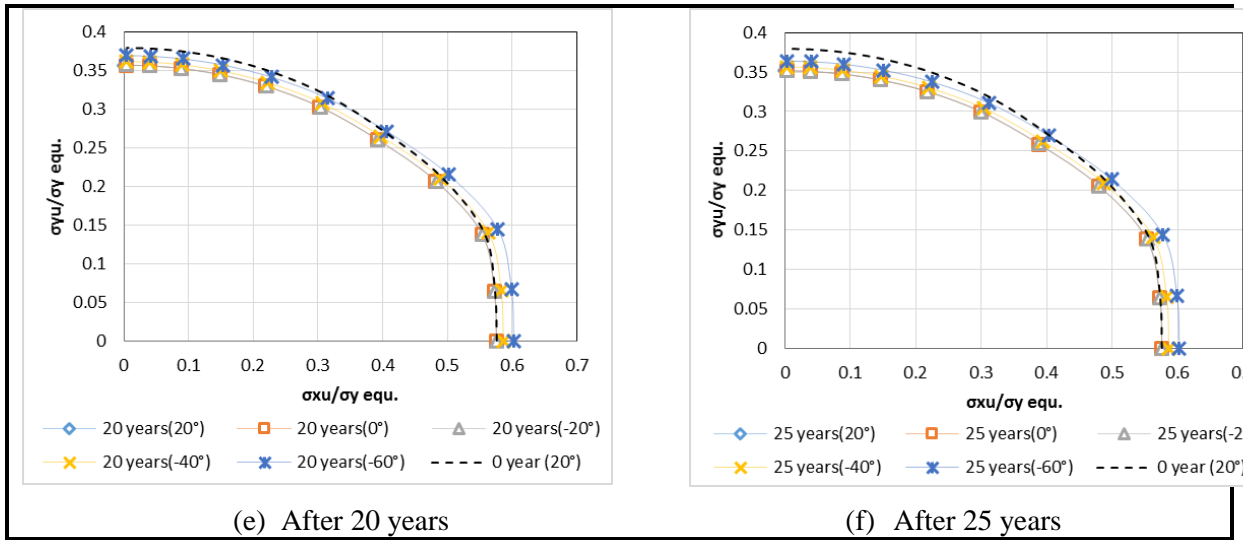 0.4
0.35
0.3
0.25
0.2
0.15
0.1
0.05
0
σyu/σy equ.
0 0.1 0.2 0.3 0.4 0.5 0.6 0.7
σxu/σy equ.
20 years(20°) 20 years(0°) 20 years(-20°)
20 years(-40°) 20 years(-60°) 0 year (20°)
(e) After 20 years
0.4
0.35
0.3
0.25
0.2
0.15
0.1
0.05
0
σyu/σy equ.
0 0.1 0.2 0.3 0.4 0.5 0.6
σxu/σy equ.
25 years(20°) 25 years(0°) 25 years(-2
25 years(-40°) 25 years(-60°) 0 year (20°)
(f) After 25 years